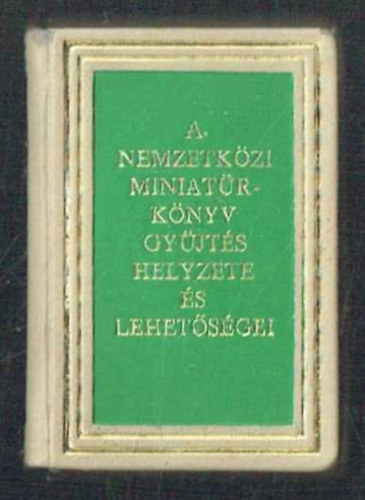 A
NEMZETKÖZI
MINIATŰR-
KÖNYV
GYŰJTÉS
HELYZETE
ÉS
LEHETŐSÉGEI